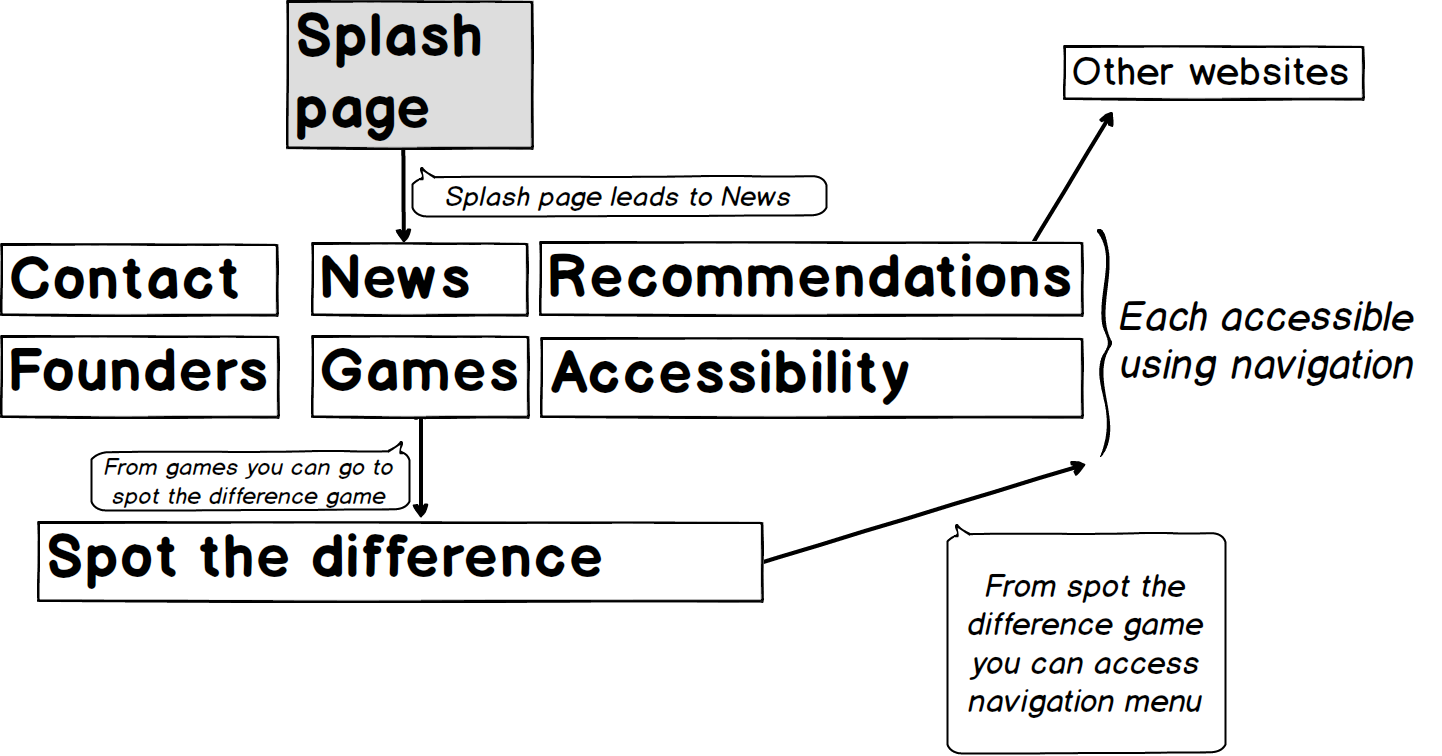 Splash
page
Other websites
Splash page leads to News
Contact
News
Recommendations
Founders
Games
Accessibility
Each accessible
using navigation
From games you can go to
spot the difference game
Spot the difference
From spot the
difference game
you can access
navigation menu